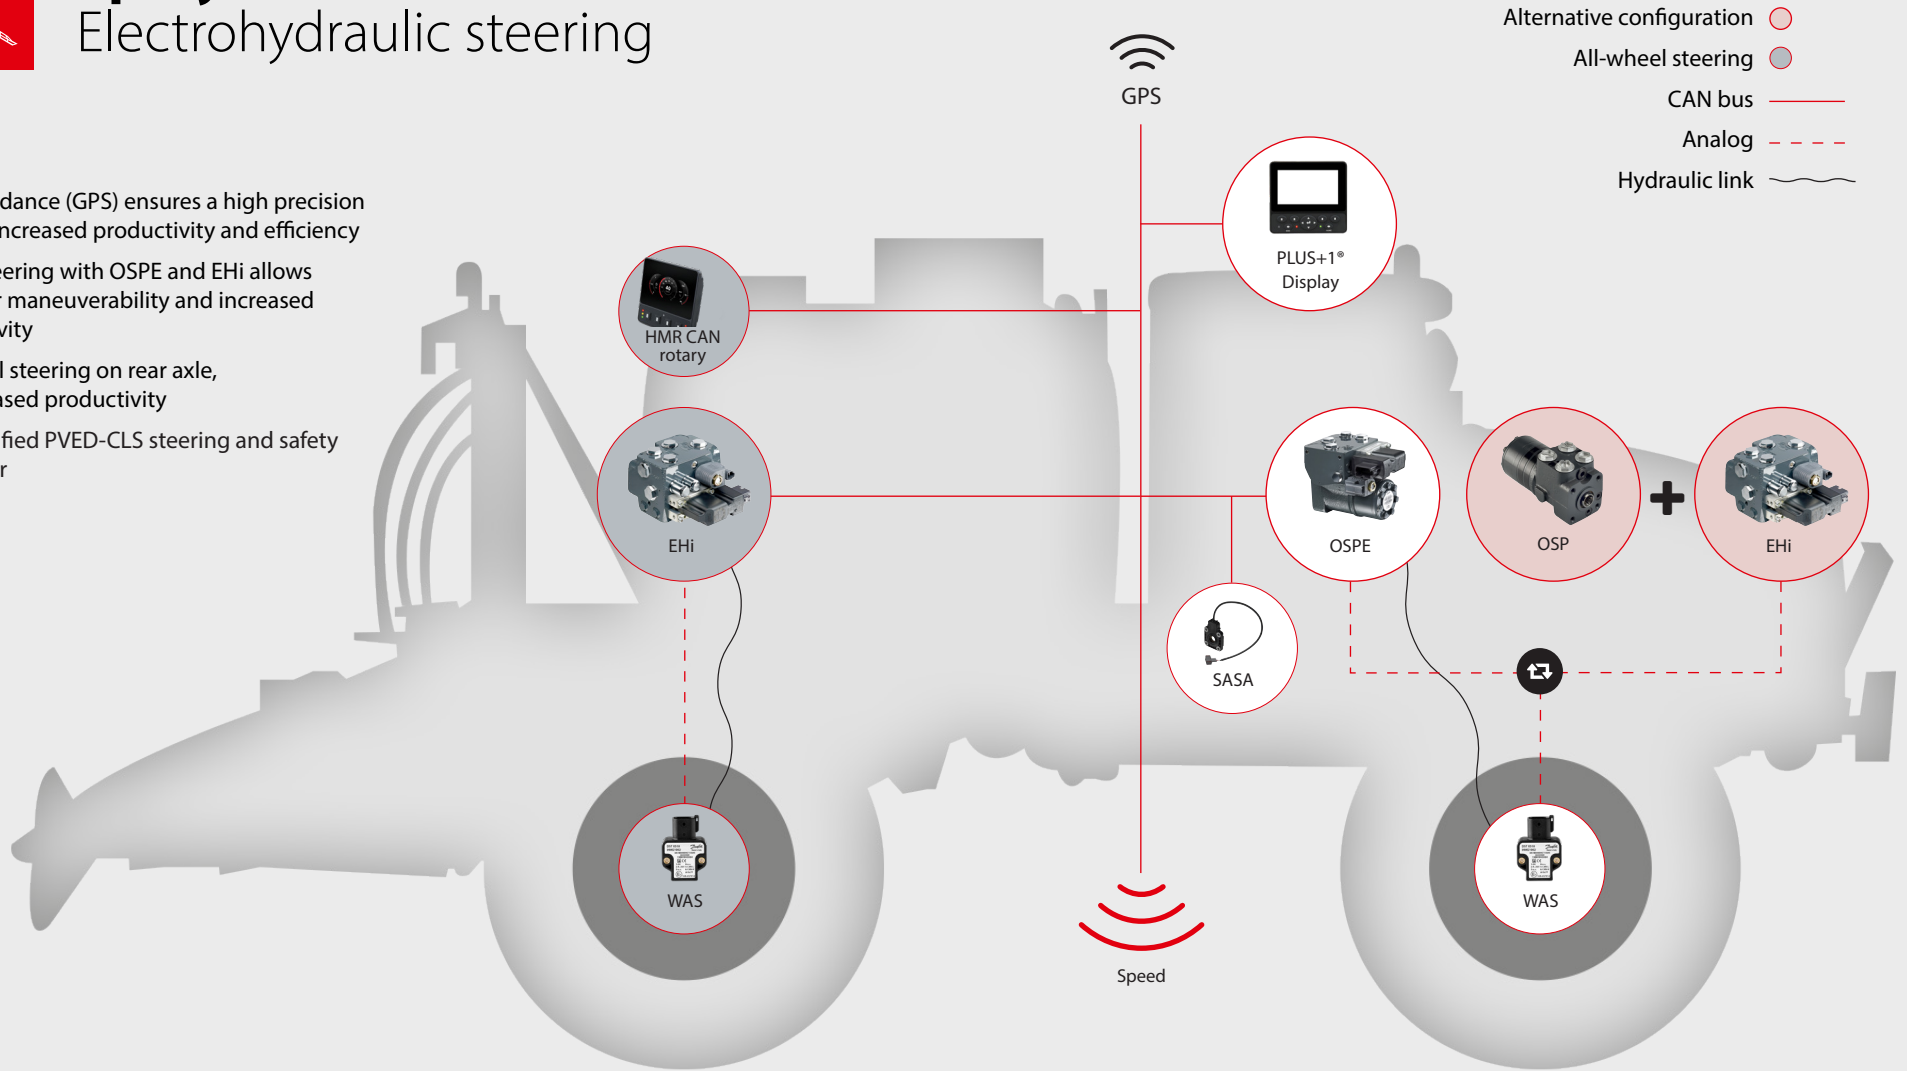 Electrohydraulic steering
dance (GPS) ensures a high precision
ncreased productivity and efficiency
eering with OSPE and EHi allows
r maneuverability and increased
vity
l steering on rear axle,
ased productivity
fied PVED-CLS steering and safety
r
GPS
Alternative configuration
All-wheel steering
CAN bus
Analog
Hydraulic link
PLUS+1®
Display
HMR CAN
rotary
EHi
OSPE
OSP
EHi
SASA
WAS
WAS
Speed